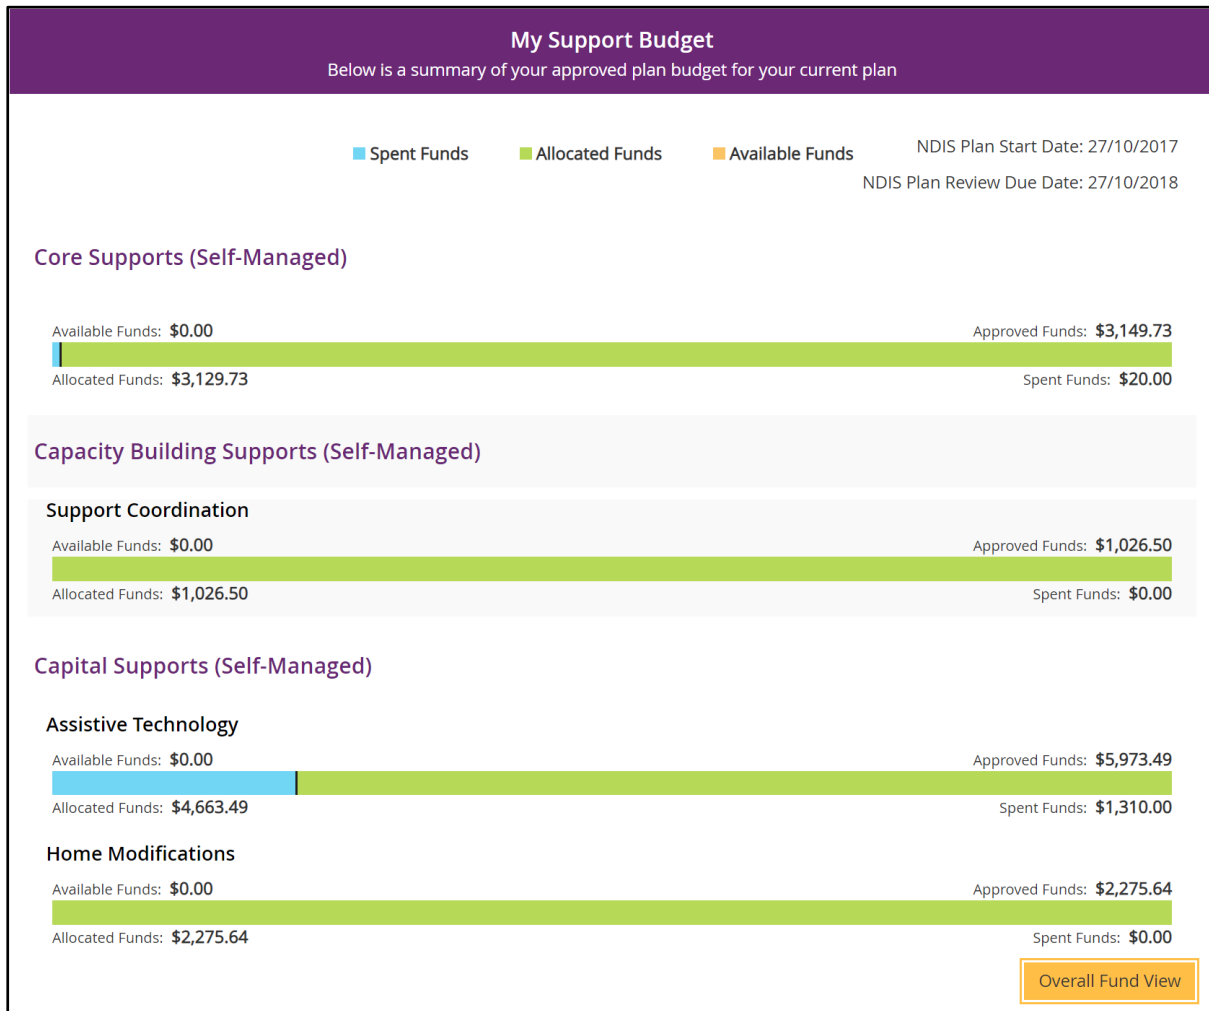 My Support Budget
Below is a summary of your approved plan budget for your current plan
Spent Funds Allocated Funds Available Funds NDIS Plan Start Date: 27/10/2017
NDIS Plan Review Due Date: 27/10/2018
Core Supports (Self-Managed)
Available Funds: $0.00 Approved Funds: $3,149.73
Allocated Funds: $3,129.73 Spent Funds: $20.00
Capacity Building Supports (Self-Managed)
Support Coordination
Available Funds: $0.00 Approved Funds: $1,026.50
Allocated Funds: $1,026.50 Spent Funds: $0.00
Capital Supports (Self-Managed)
Assistive Technology
Available Funds: $0.00 Approved Funds: $5,973.49
Allocated Funds: $4,663.49 Spent Funds: $1,310.00
Home Modifications
Available Funds: $0.00 Approved Funds: $2,275.64
Allocated Funds: $2,275.64 Spent Funds: $0.00
Overall Fund View